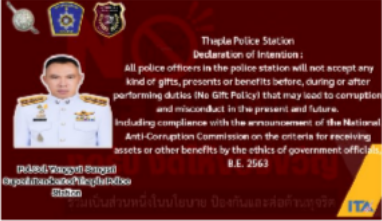 Thapla Police Station
Declaration of Intention :
All police officers in the police station will not accept any
kind of gifts, presents or benefits before, during or after
performing duties (No Gift Policy) that may lead to corruption
and misconduct in the present and future.
Including compliance with the announcement of the National
Anti-Corruption Commission on the criteria for receiving
assets or other benefits by the ethics of government officials.
B.E. 2563
Pol.Col.
Superintendent of Thapla Police
Station
ITA